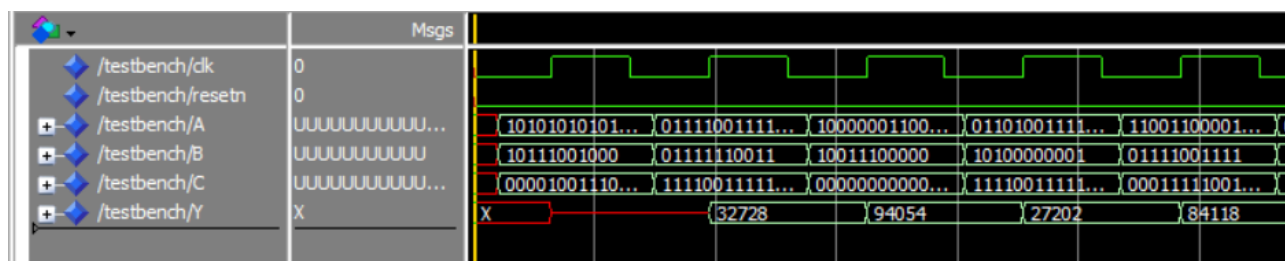 Msgs
/testbench/clk 0
/testbench/resetn 0
/testbench/A UUUUUUUUUUU... 10101010101... 01111001111... 10000001100... 01101001111... 11001100001...
/testbench/B UUUUUUUUUUU 10111001000 01111110011 10011100000 10100000001 01111001111
/testbench/C UUUUUUUUUUU... 00001001110... 11110011111... 00000000000... 11110011111... 00011111001...
/testbench/Y X X 32728 94054 27202 84118